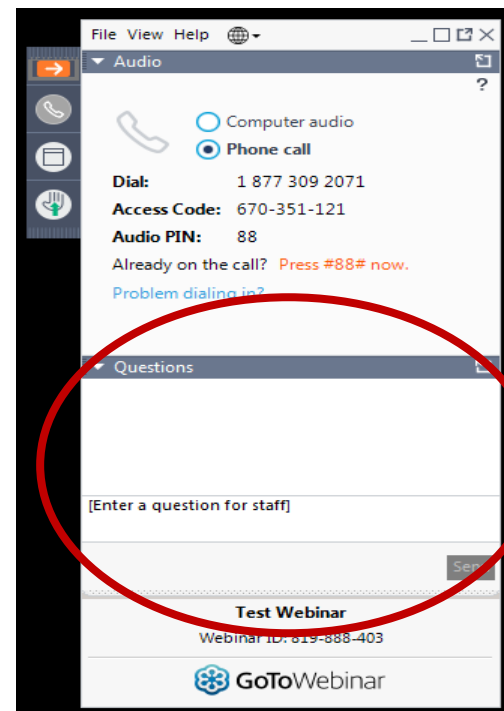 File View Help
Audio
?
Computer audio
Phone call
Dial: 1 877 309 2071
Access Code: 670-351-121
Audio PIN: 88
Already on the call? Press #88# now.
Problem dialing in?
Questions
[Enter a question for staff]
Send
Test Webinar
Webinar ID: 819-888-403
GoToWebinar